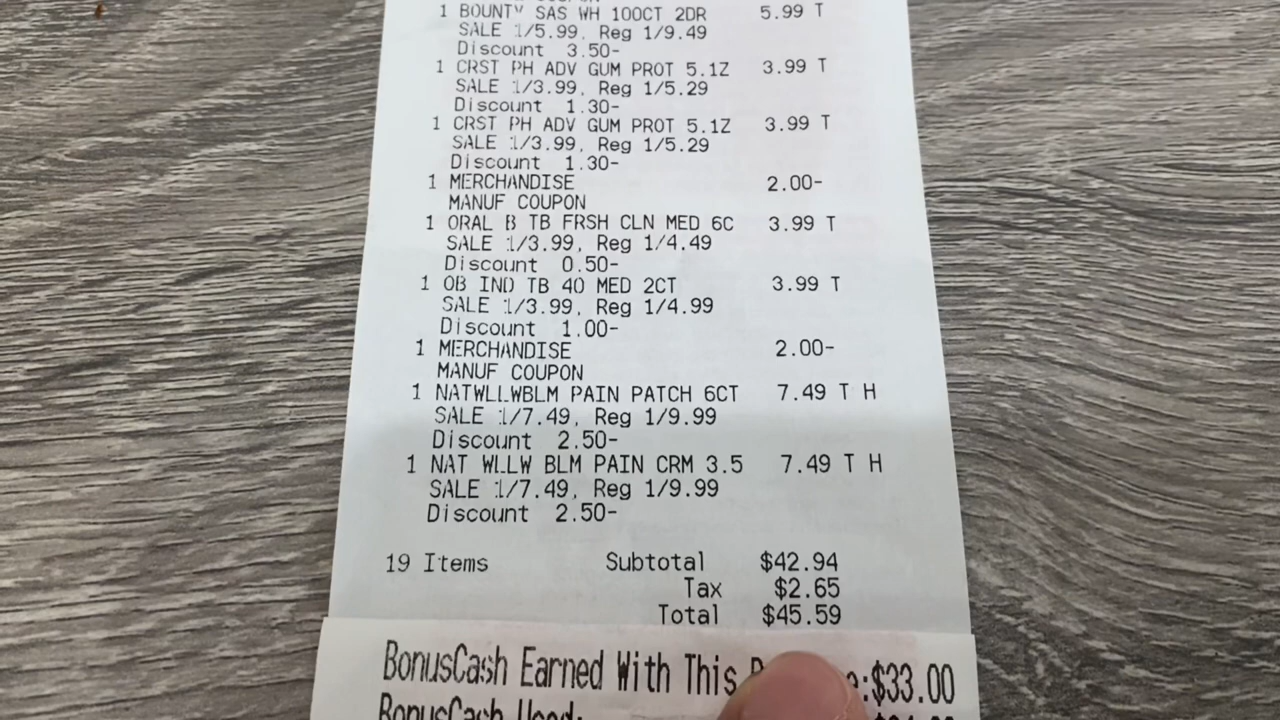 1 BOUNTY SAS WH 100CT 2DR 5.99 T
SALE 1/5.99, Reg 1/9.49
Discount 3.50-
1 CRST PH ADV GUM PROT 5.1Z 3.99 T
SALE 1/3.99, Reg 1/5.29
Discount 1.30-
1 CRST PH ADV GUM PROT 5.1Z 3.99 T
SALE 1/3.99, Reg 1/5.29
Discount 1.30-
1 MERCHANDISE 2.00-
MANUF COUPON
1 ORAL B TB FRSH CLN MED 6C 3.99 T
SALE 1/3.99, Reg 1/4.49
Discount 0.50-
1 OB IND TB 40 MED 2CT 3.99 T
SALE 1/3.99, Reg 1/4.99
Discount 1.00-
1 MERCHANDISE 2.00-
MANUF COUPON
1 NATWLLWBLM PAIN PATCH 6CT 7.49 T H
SALE 1/7.49, Reg 1/9.99
Discount 2.50-
1 NAT WLLW BLM PAIN CRM 3.5 7.49 T H
SALE 1/7.49, Reg 1/9.99
Discount 2.50-
19 Items Subtotal $42.94
Tax $2.65
Total $45.59
BonusCash Earned With This :$33.00
BonusCash Used: